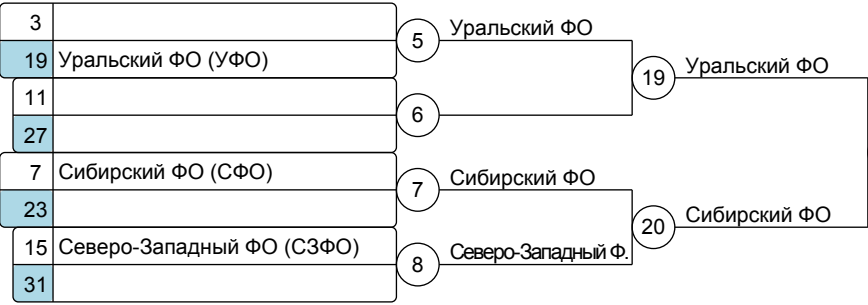 3
19 Уральский ФО (УФО)
5 Уральский ФО
19 Уральский ФО
11
27
6
7 Сибирский ФО (СФО)
23
7 Сибирский ФО
20 Сибирский ФО
15 Северо-Западный ФО (СЗФО)
31
8 Северо-Западный Ф.